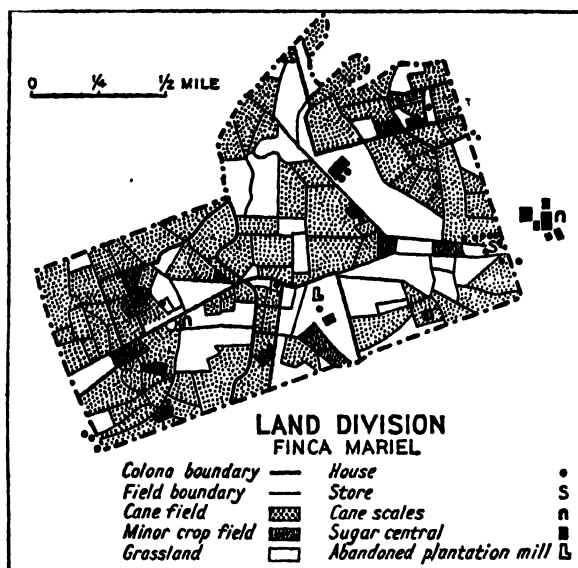 0 ¼ ½ MILE
S
L
LAND DIVISION
FINCA MARIEL
Colona boundary House
Field boundary Store S
Cane field Cane scales
Minor crop field Sugar central
Grassland Abandoned plantation mill L